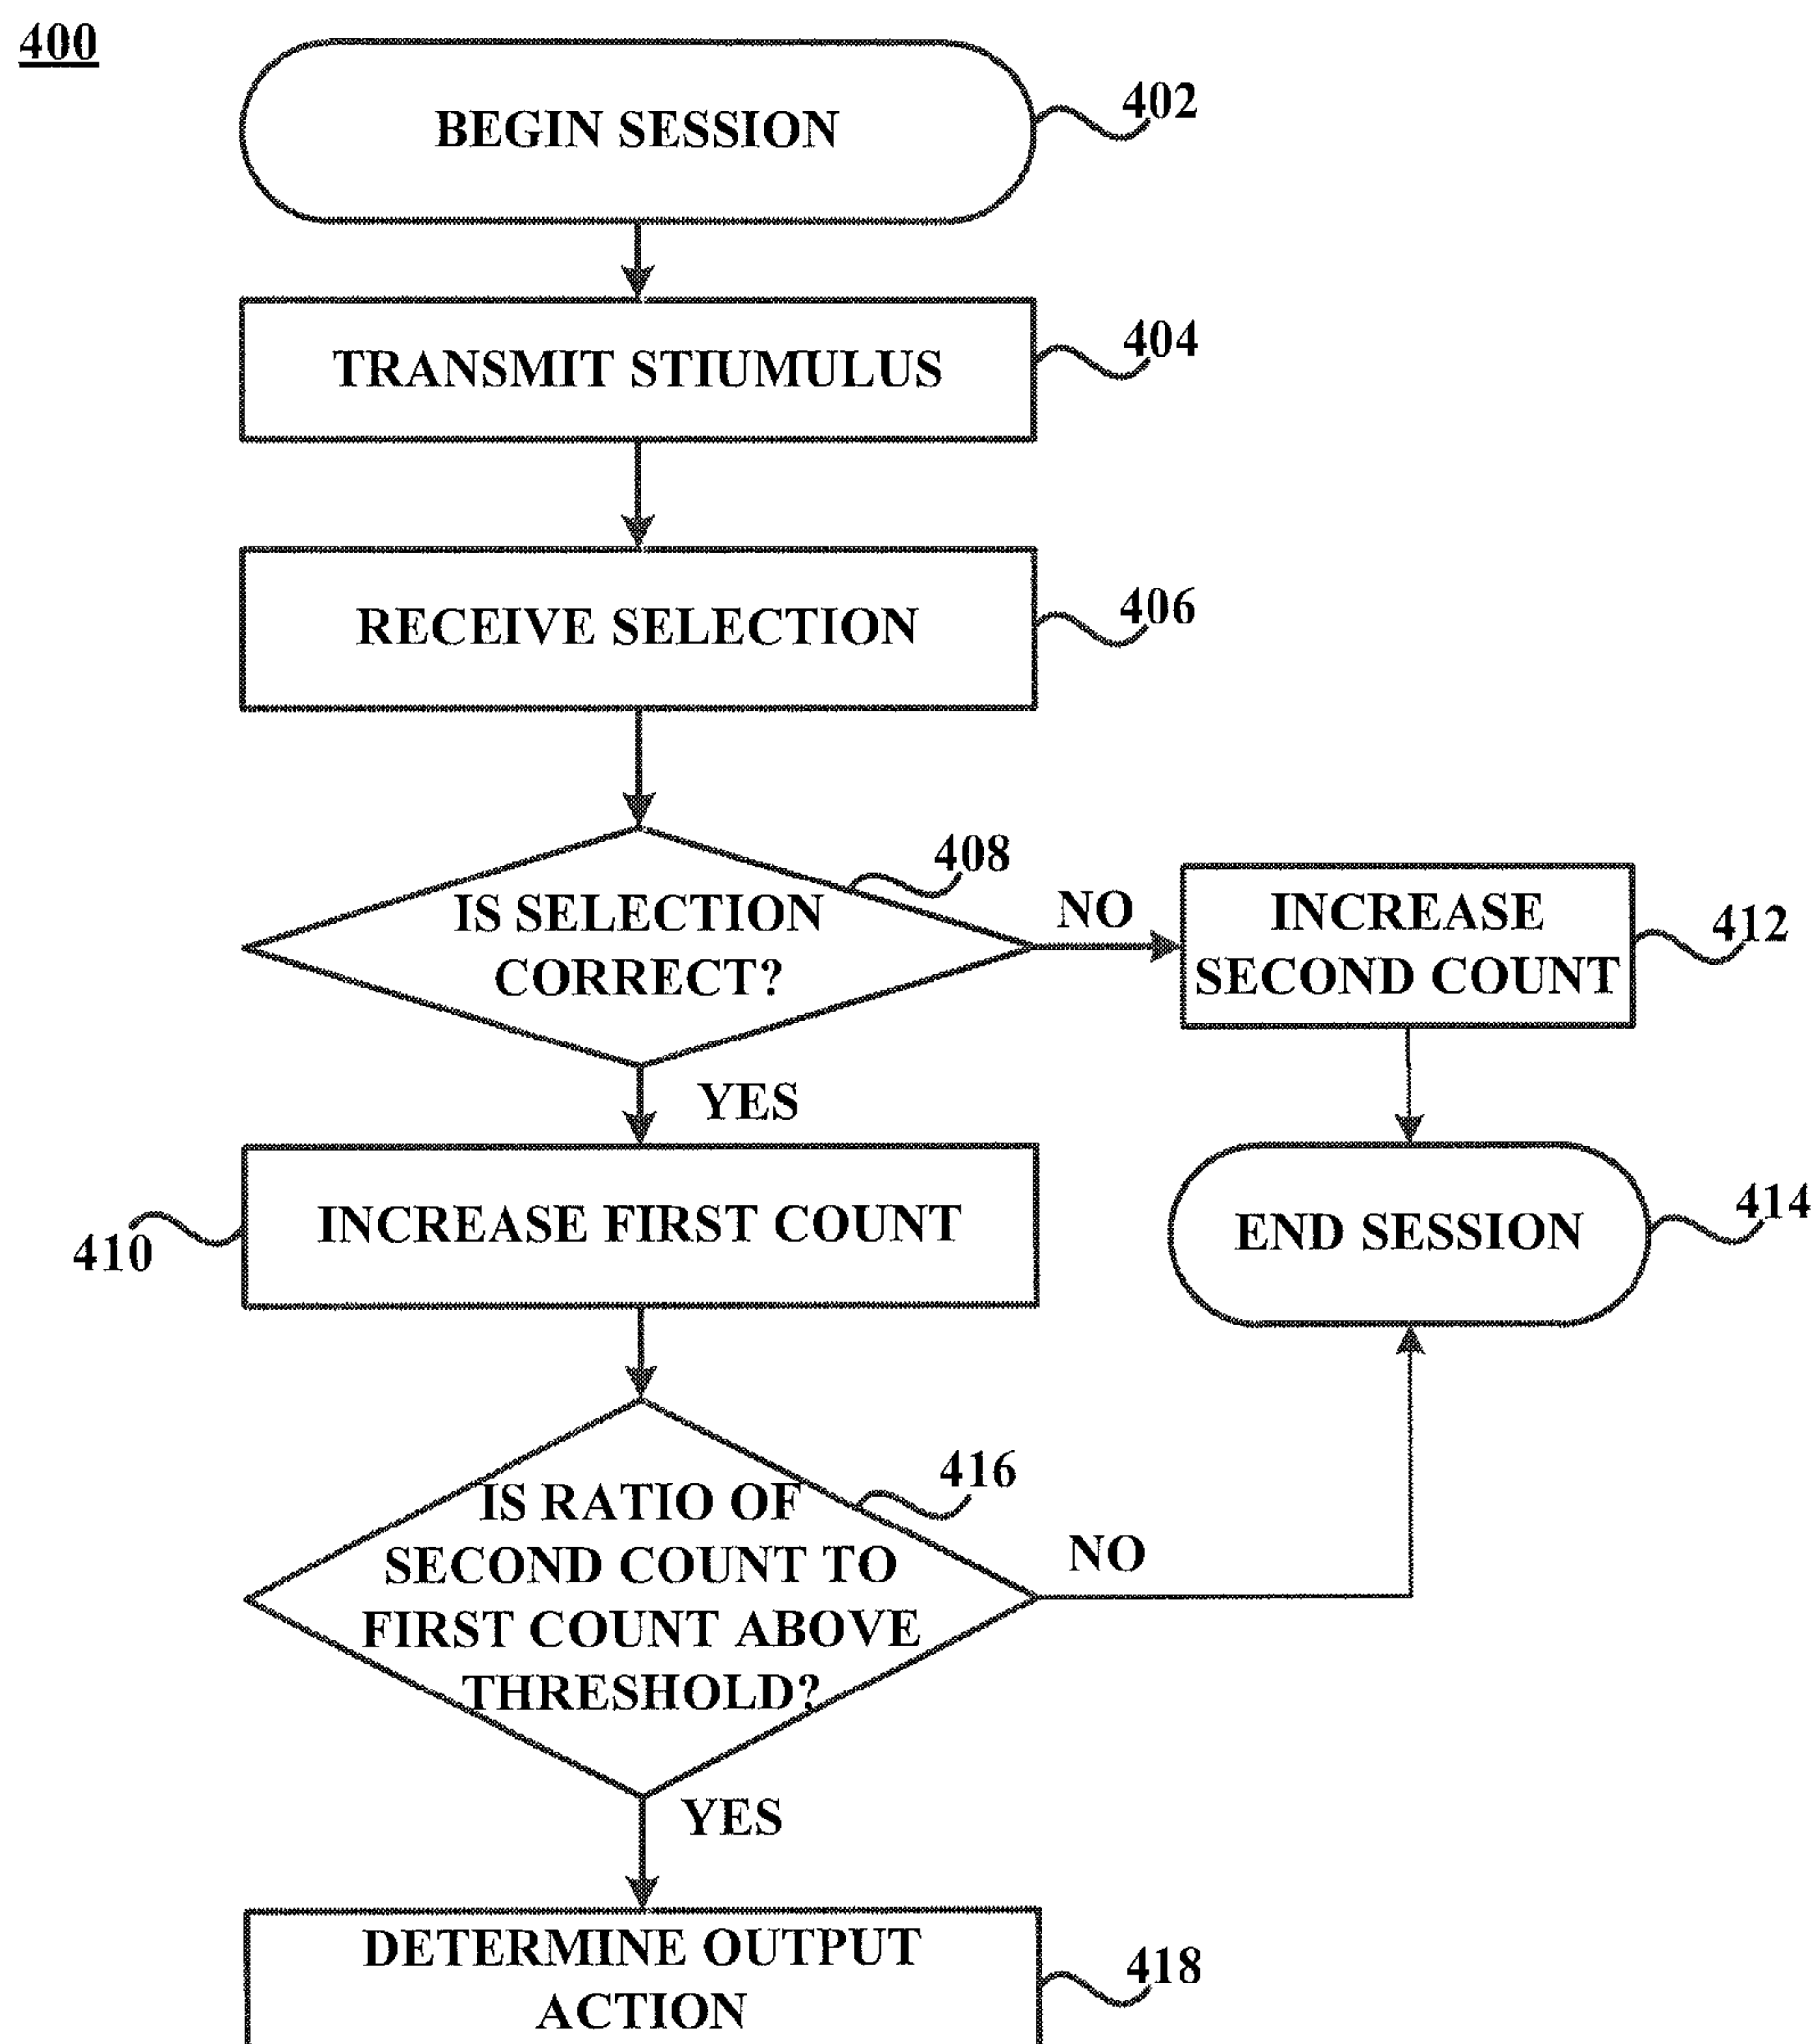 400
BEGIN SESSION
402
TRANSMIT STIUMULUS
404
RECEIVE SELECTION
406
IS SELECTION
CORRECT?
408
NO
INCREASE
SECOND COUNT
412
YES
INCREASE FIRST COUNT
410
END SESSION
414
IS RATIO OF
SECOND COUNT TO
FIRST COUNT ABOVE
THRESHOLD?
416
NO
YES
DETERMINE OUTPUT
ACTION
418